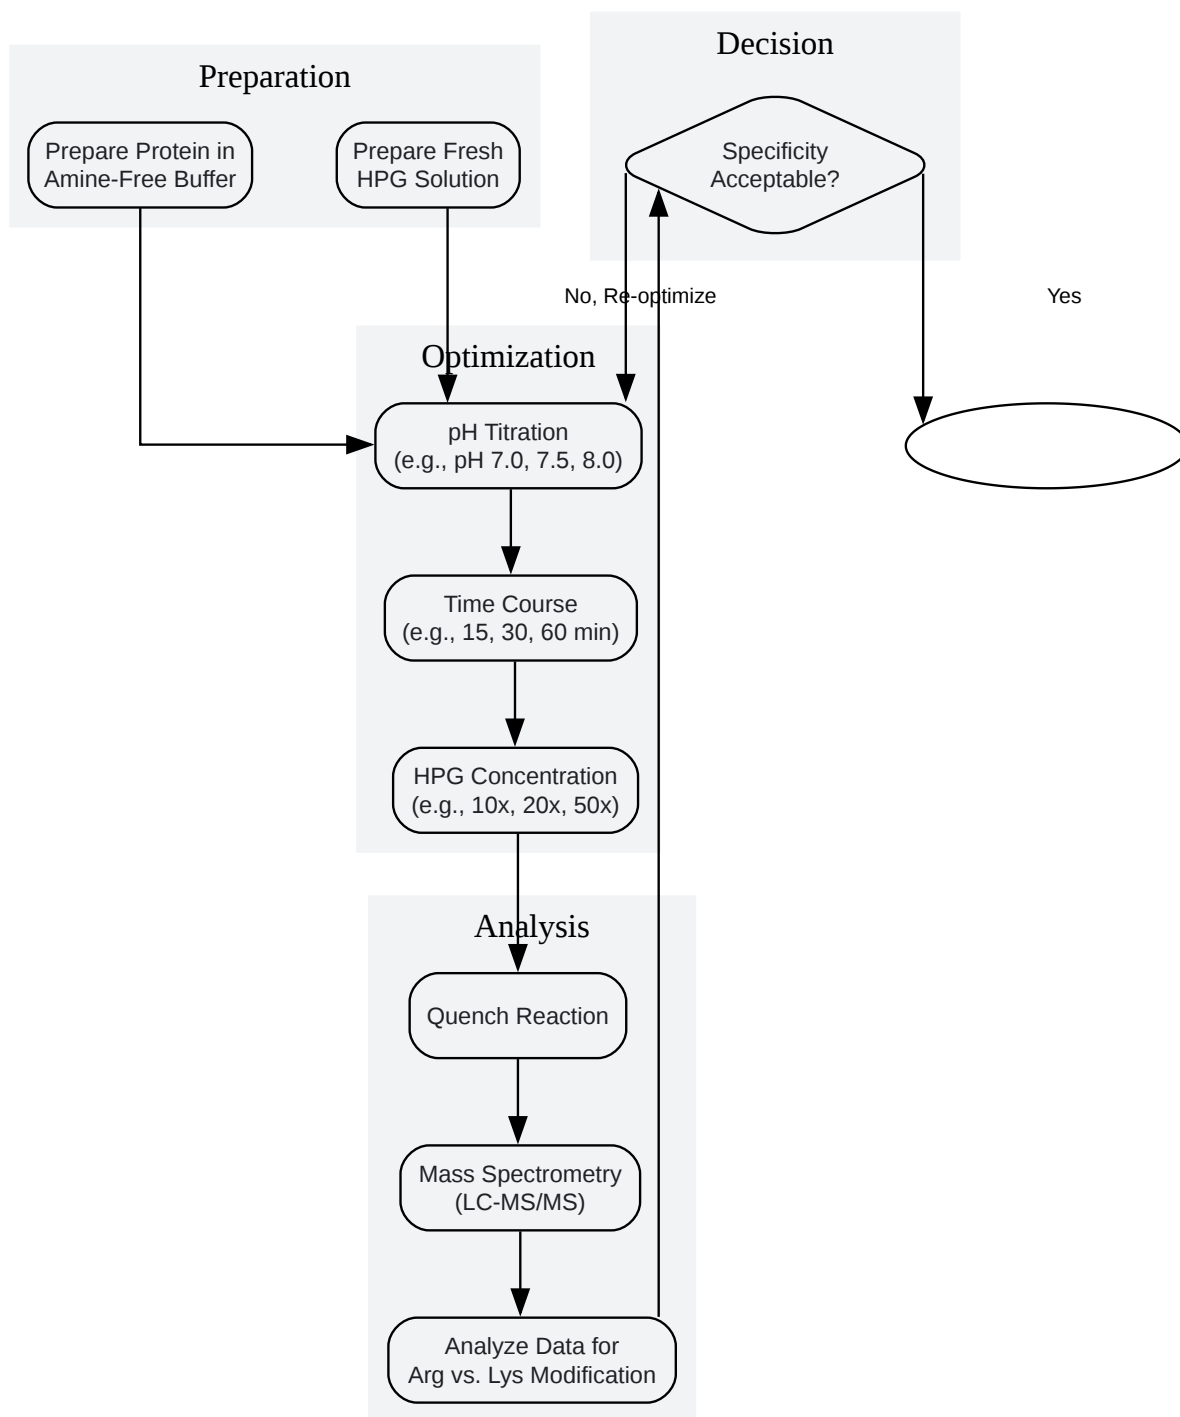 Preparation
Prepare Protein in
Amine-Free Buffer
Prepare Fresh
HPG Solution
Decision
Specificity
Acceptable?
No, Re-optimize
Yes
Optimization
pH Titration
(e.g., pH 7.0, 7.5, 8.0)
Time Course
(e.g., 15, 30, 60 min)
HPG Concentration
(e.g., 10x, 20x, 50x)
Analysis
Quench Reaction
Mass Spectrometry
(LC-MS/MS)
Analyze Data for
Arg vs. Lys Modification